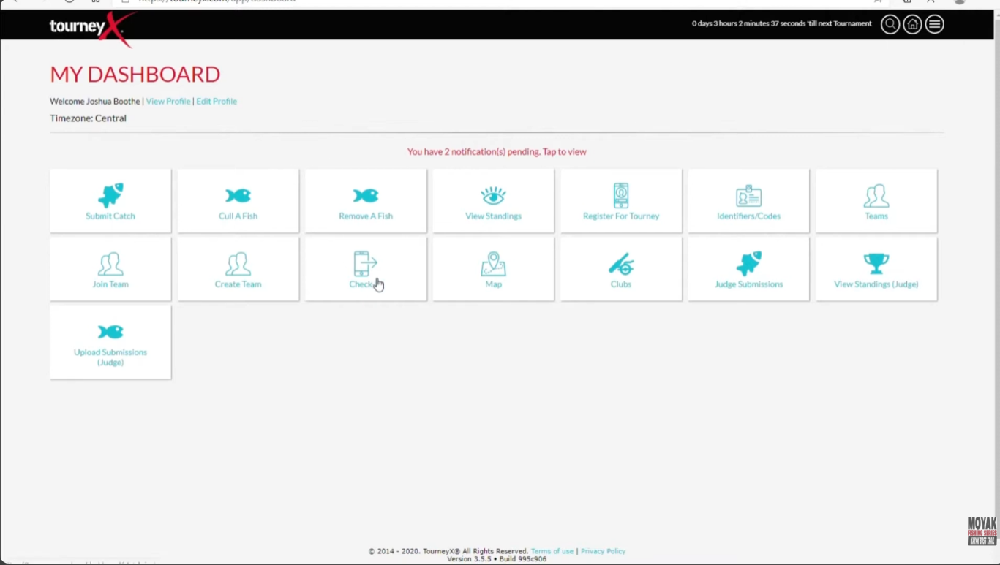 https://tourneyx.com/app/dashboard
tourneyX
0 days 3 hours 2 minutes 37 seconds 'till next Tournament
MY DASHBOARD
Welcome Joshua Boothe | View Profile | Edit Profile
Timezone: Central
You have 2 notification(s) pending. Tap to view
Submit Catch
Cull A Fish
Remove A Fish
View Standings
Register For Tourney
Identifiers/Codes
Teams
Join Team
Create Team
Map
Clubs
Judge Submissions
View Standings (Judge)
Upload Submissions
(Judge)
© 2014 - 2020. TourneyX® All Rights Reserved. Terms of use | Privacy Policy
Version 3.5.5 • Build 995c906
MOYAK
FISHING SERIES